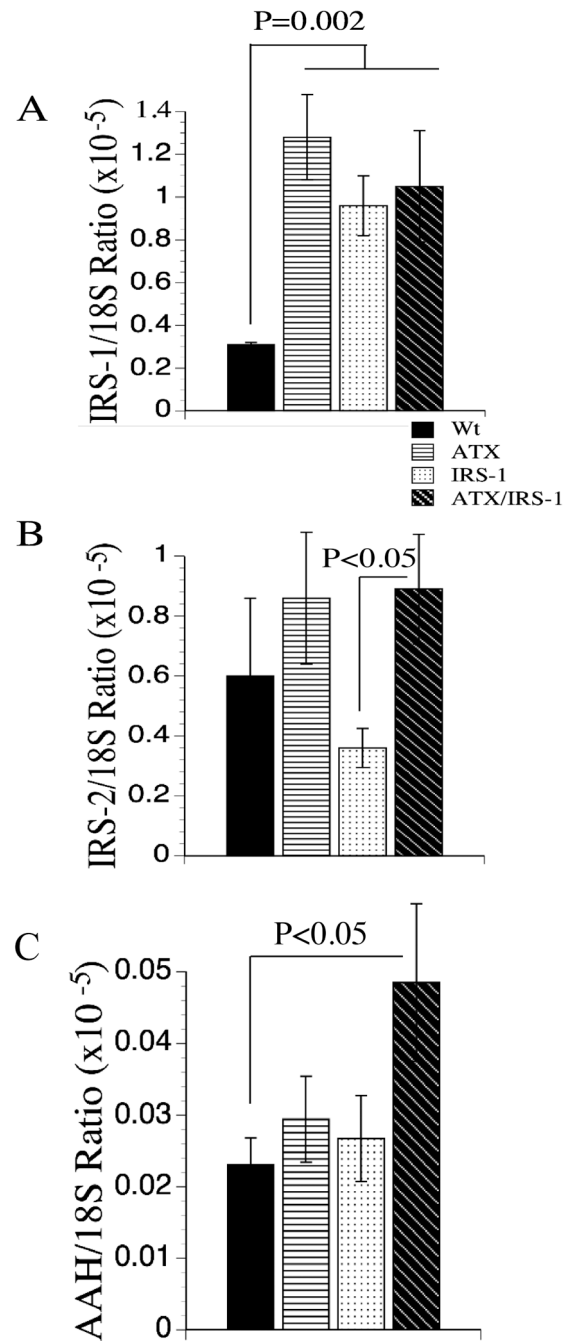 P=0.002
A
IRS-1/18S Ratio (x10-5)
1.4
1.2
1
0.8
0.6
0.4
0.2
0
Wt
ATX
IRS-1
ATX/IRS-1
B
P<0.05
IRS-2/18S Ratio (x10-5)
1
0.8
0.6
0.4
0.2
0
C
P<0.05
AAH/18S Ratio (x10-5)
0.05
0.04
0.03
0.02
0.01
0